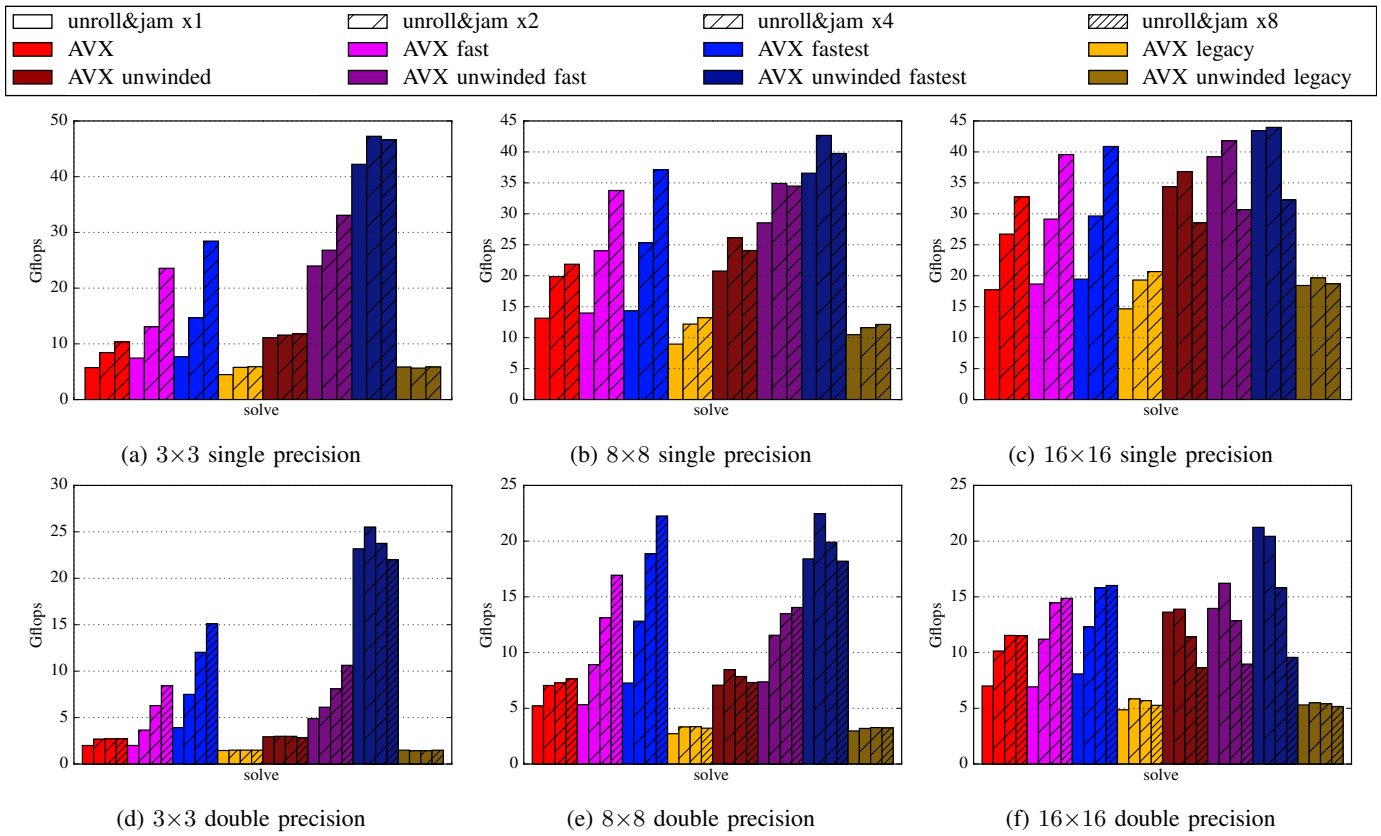 unroll&jam x1 unroll&jam x2 unroll&jam x4 unroll&jam x8
AVX AVX fast AVX fastest AVX legacy
AVX unwinded AVX unwinded fast AVX unwinded fastest AVX unwinded legacy
50
40
30
20
10
0
Gflops
solve
(a) 3×3 single precision
45
40
35
30
25
20
15
10
5
0
Gflops
solve
(b) 8×8 single precision
45
40
35
30
25
20
15
10
5
0
Gflops
solve
(c) 16×16 single precision
30
25
20
15
10
5
0
Gflops
solve
(d) 3×3 double precision
25
20
15
10
5
0
Gflops
solve
(e) 8×8 double precision
25
20
15
10
5
0
Gflops
solve
(f) 16×16 double precision